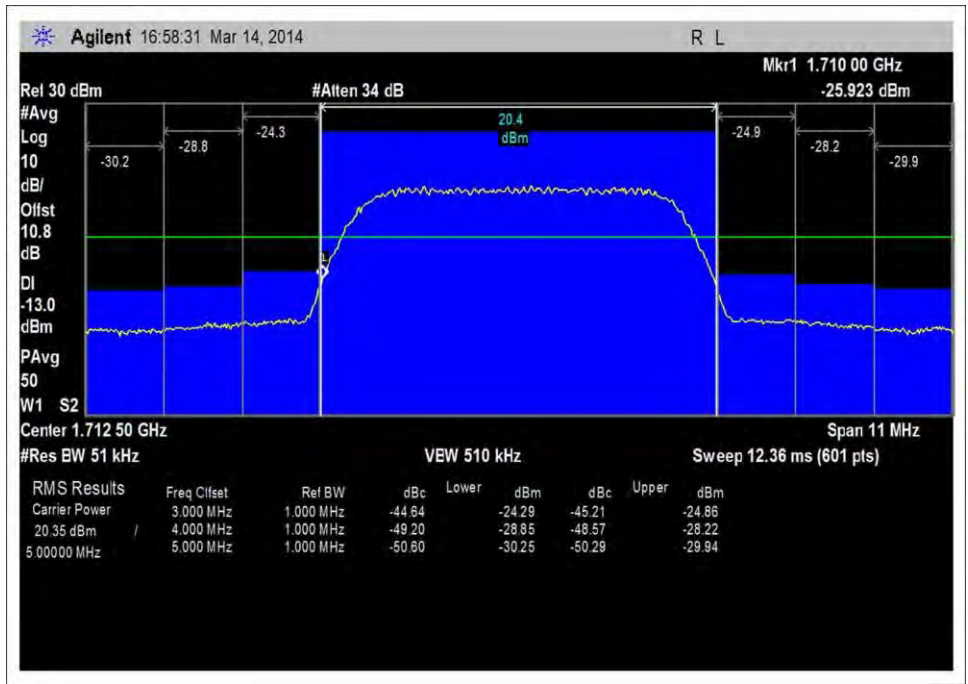 Agilent 16:58:31 Mar 14, 2014 R L
Mkr1 1.710 00 GHz
Ref 30 dBm #Atten 34 dB -25.923 dBm
#Avg
Log
10
dB/
Offst
10.8
dB
DI
-13.0
dBm
PAvg
50
W1 S2
-30.2 -28.8 -24.3 20.4 dBm -24.9 -28.2 -29.9
1
Center 1.712 50 GHz Span 11 MHz
#Res BW 51 kHz VBW 510 kHz Sweep 12.36 ms (601 pts)
RMS Results Freq Offset Ref BW dBc Lower dBm dBc Upper dBm
Carrier Power 3.000 MHz 1.000 MHz -44.64 -24.29 -45.21 -24.86
20.35 dBm / 4.000 MHz 1.000 MHz -49.20 -28.85 -48.57 -28.22
5.00000 MHz 5.000 MHz 1.000 MHz -50.60 -30.25 -50.29 -29.94